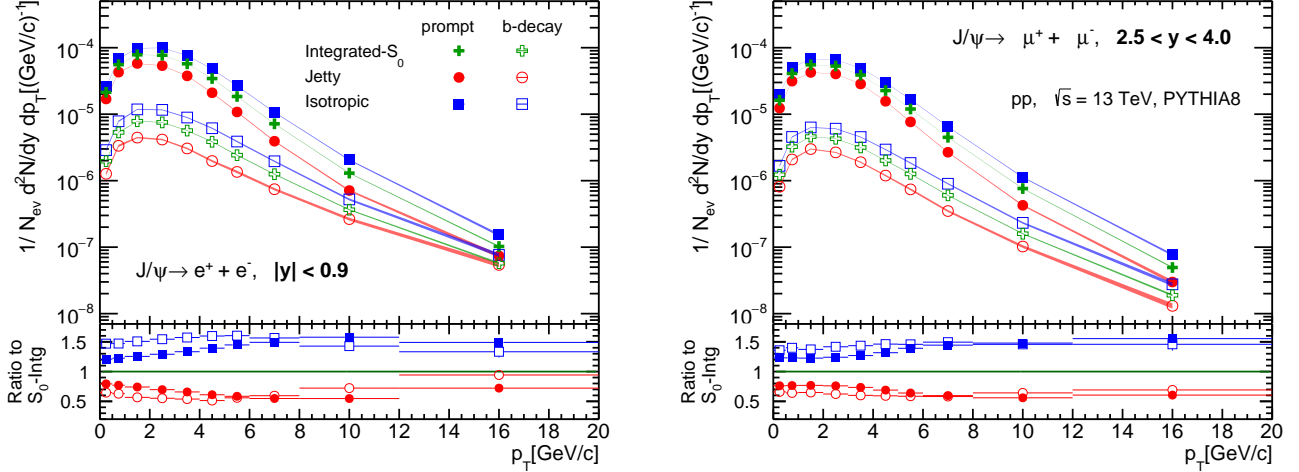 prompt b-decay
Integrated-S0
Jetty
Isotropic
1/ Nev d2N/dy dpT[(GeV/c)-1]
10−4
10−5
10−6
10−7
10−8
J/ψ→ e+ + e-, |y| < 0.9
Ratio to
S0-Intg
1.5
1
0.5
0 2 4 6 8 10 12 14 16 18 20
pT[GeV/c]
J/ψ→ μ+ + μ-, 2.5 < y < 4.0
pp, √s = 13 TeV, PYTHIA8
1/ Nev d2N/dy dpT[(GeV/c)-1]
10−4
10−5
10−6
10−7
10−8
Ratio to
S0-Intg
1.5
1
0.5
0 2 4 6 8 10 12 14 16 18 20
pT[GeV/c]